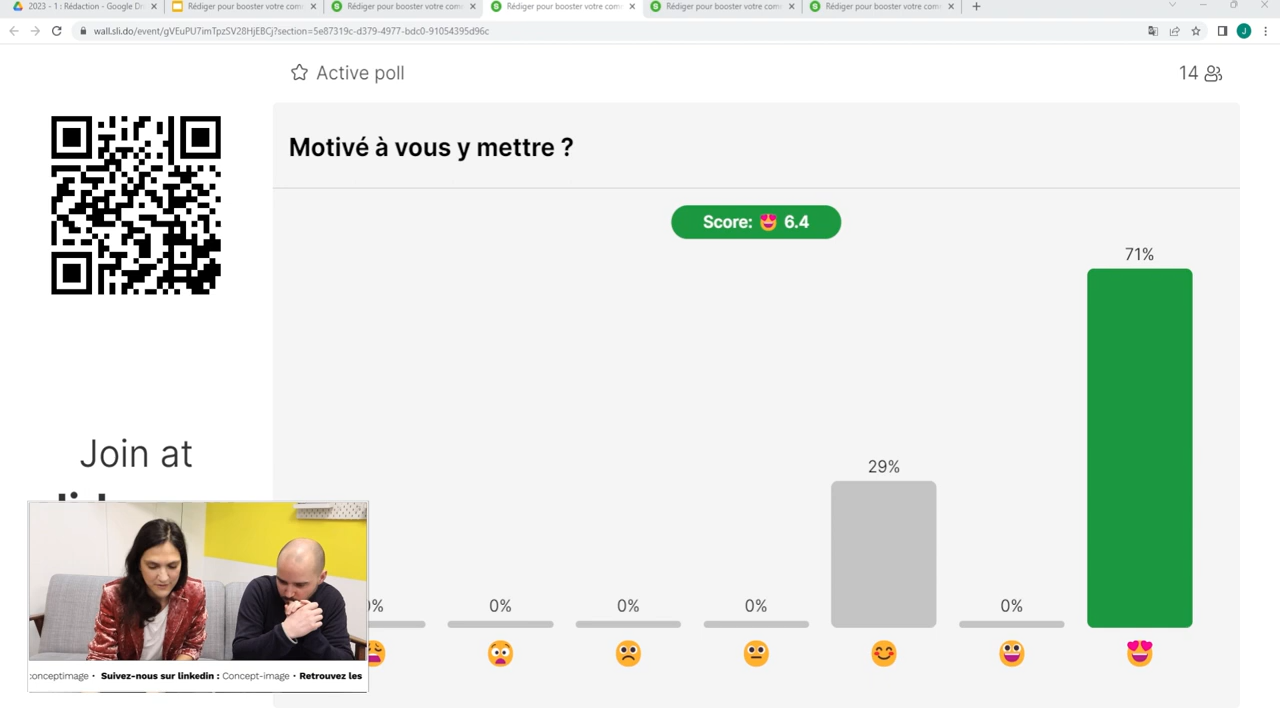 2023 - 1 : Rédaction - Google Dr
Rédiger pour booster votre com
Rédiger pour booster votre com
Rédiger pour booster votre com
Rédiger pour booster votre com
Rédiger pour booster votre com
wall.sli.do/event/gVEuPU7imTpzSV28HjEBCj?section=5e87319c-d379-4977-bdc0-91054395d96c
J
Active poll
14
Motivé à vous y mettre ?
Score: 6.4
71%
29%
0%
0%
0%
0%
0%
Join at
conceptimage • Suivez-nous sur linkedin : Concept-image • Retrouvez les